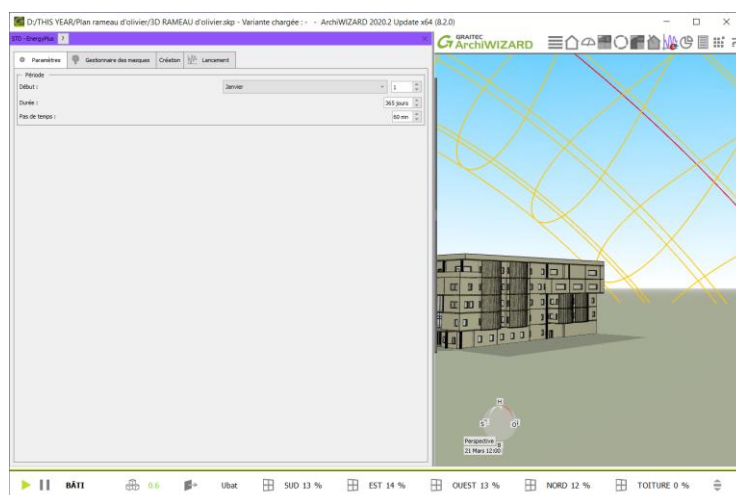 D:/THIS YEAR/Plan rameau d'olivier/3D RAMEAU d'olivier.skp - Variante chargée : - - ArchiWIZARD 2020.2 Update x64 (8.2.0)
STD - EnergyPlus ?
GRAITEC
ArchiWIZARD
Paramètres Gestionnaire des masques Création Lancement
Période
Début : Janvier 1
Durée : 365 jours
Pas de temps : 60 mn
H
S O
Perspective
21 Mars 12:00
BÂTI 0.6 Ubat SUD 13 % EST 14 % OUEST 13 % NORD 12 % TOITURE 0 %